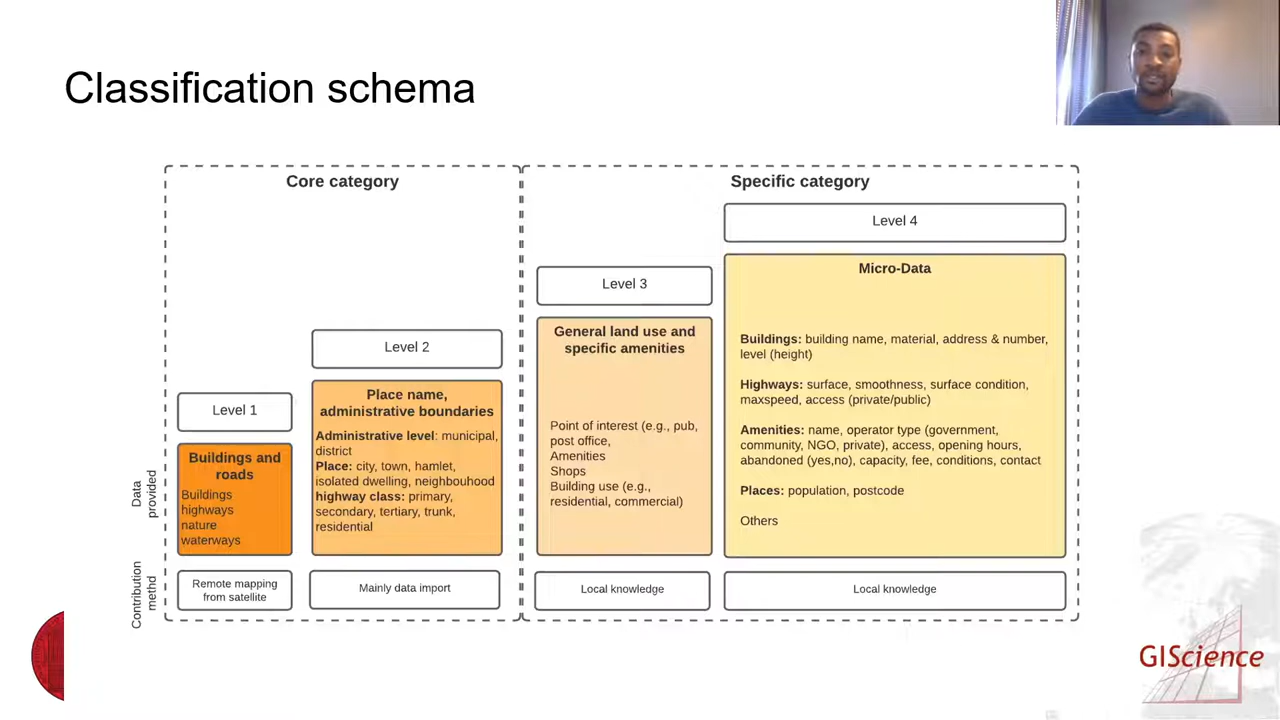 Classification schema
Core category
Specific category
Level 4
Micro-Data
Level 3
General land use and
specific amenities
Level 2
Place name,
administrative boundaries
Level 1
Buildings and
roads
Data
provided
Buildings
highways
nature
waterways
Administrative level: municipal,
district
Place: city, town, hamlet,
isolated dwelling, neighbouhood
highway class: primary,
secondary, tertiary, trunk,
residential
Point of interest (e.g., pub,
post office,
Amenities
Shops
Building use (e.g.,
residential, commercial)
Buildings: building name, material, address & number,
level (height)
Highways: surface, smoothness, surface condition,
maxspeed, access (private/public)
Amenities: name, operator type (government,
community, NGO, private), access, opening hours,
abandoned (yes,no), capacity, fee, conditions, contact
Places: population, postcode
Others
Contribution
methd
Remote mapping
from satellite
Mainly data import
Local knowledge
Local knowledge
GIScience